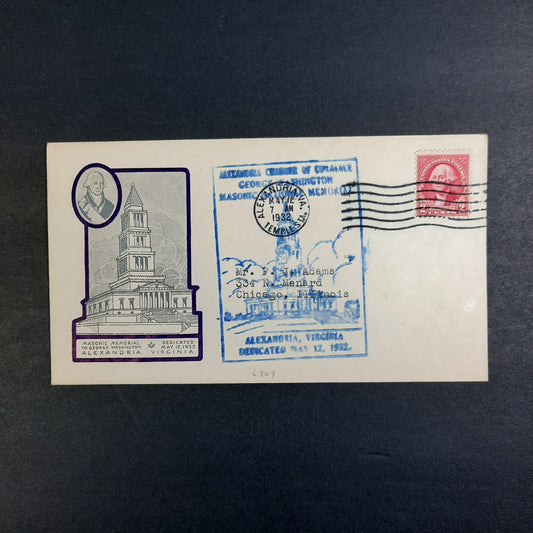 MASONIC MEMORIAL
TO GEORGE WASHINGTON
DEDICATED
MAY 12, 1932
ALEXANDRIA VIRGINIA
ALEXANDRIA CHAMBER OF COMMERCE
GEORGE WASHINGTON
MASONIC NATIONAL MEMORIAL
ALEXANDRIA, VA.
MAY 12
7 AM
1932
TEMPLE STA.
Mr. F. J. Adams
334 N. Menard
Chicago, Illinois
ALEXANDRIA, VIRGINIA
DEDICATED MAY 12, 1932.
6909